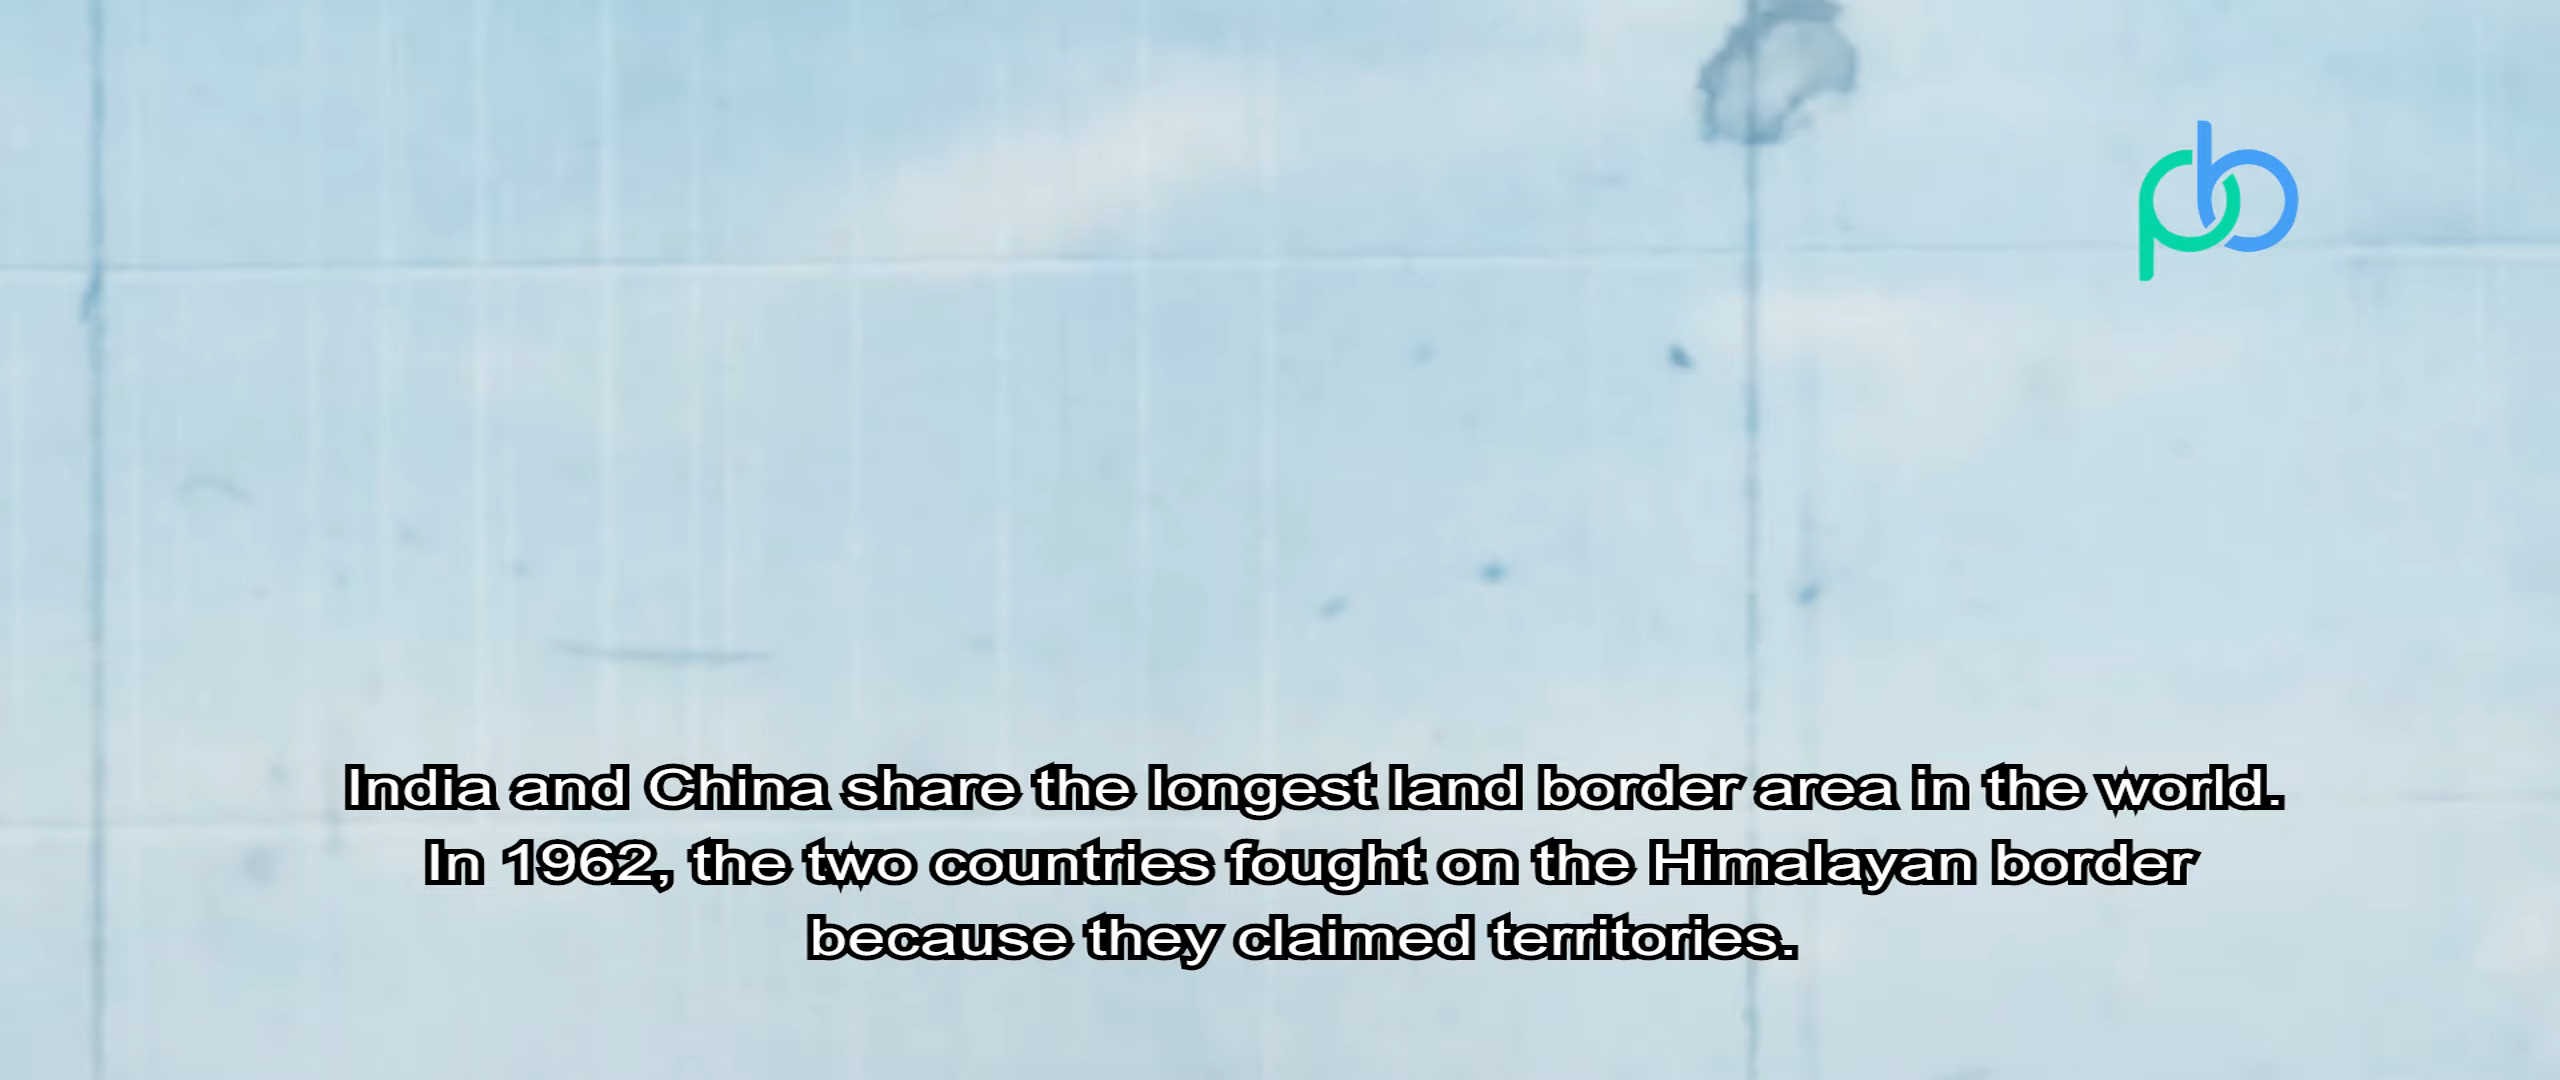 pb
India and China share the longest land border area in the world.
In 1962, the two countries fought on the Himalayan border
because they claimed territories.